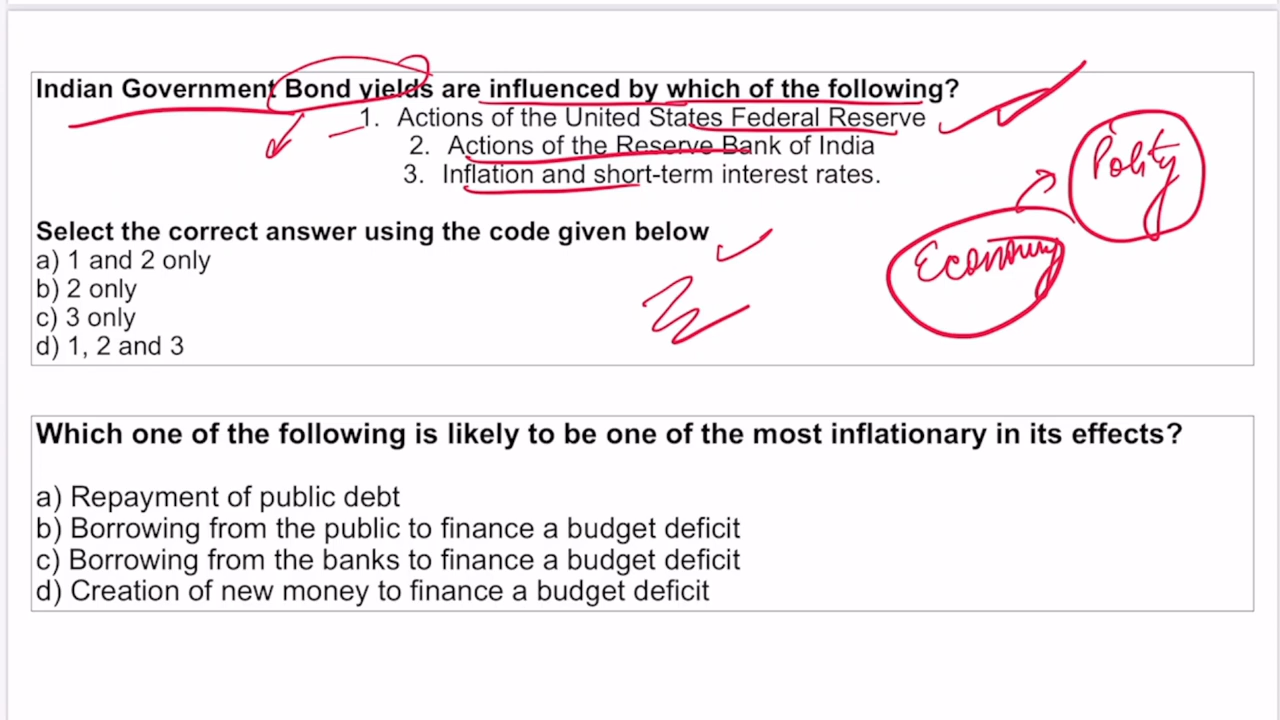 Indian Government Bond yields are influenced by which of the following?
1. Actions of the United States Federal Reserve
2. Actions of the Reserve Bank of India
3. Inflation and short-term interest rates.
Polity
Economy
Select the correct answer using the code given below
a) 1 and 2 only
b) 2 only
c) 3 only
d) 1, 2 and 3
Which one of the following is likely to be one of the most inflationary in its effects?
a) Repayment of public debt
b) Borrowing from the public to finance a budget deficit
c) Borrowing from the banks to finance a budget deficit
d) Creation of new money to finance a budget deficit